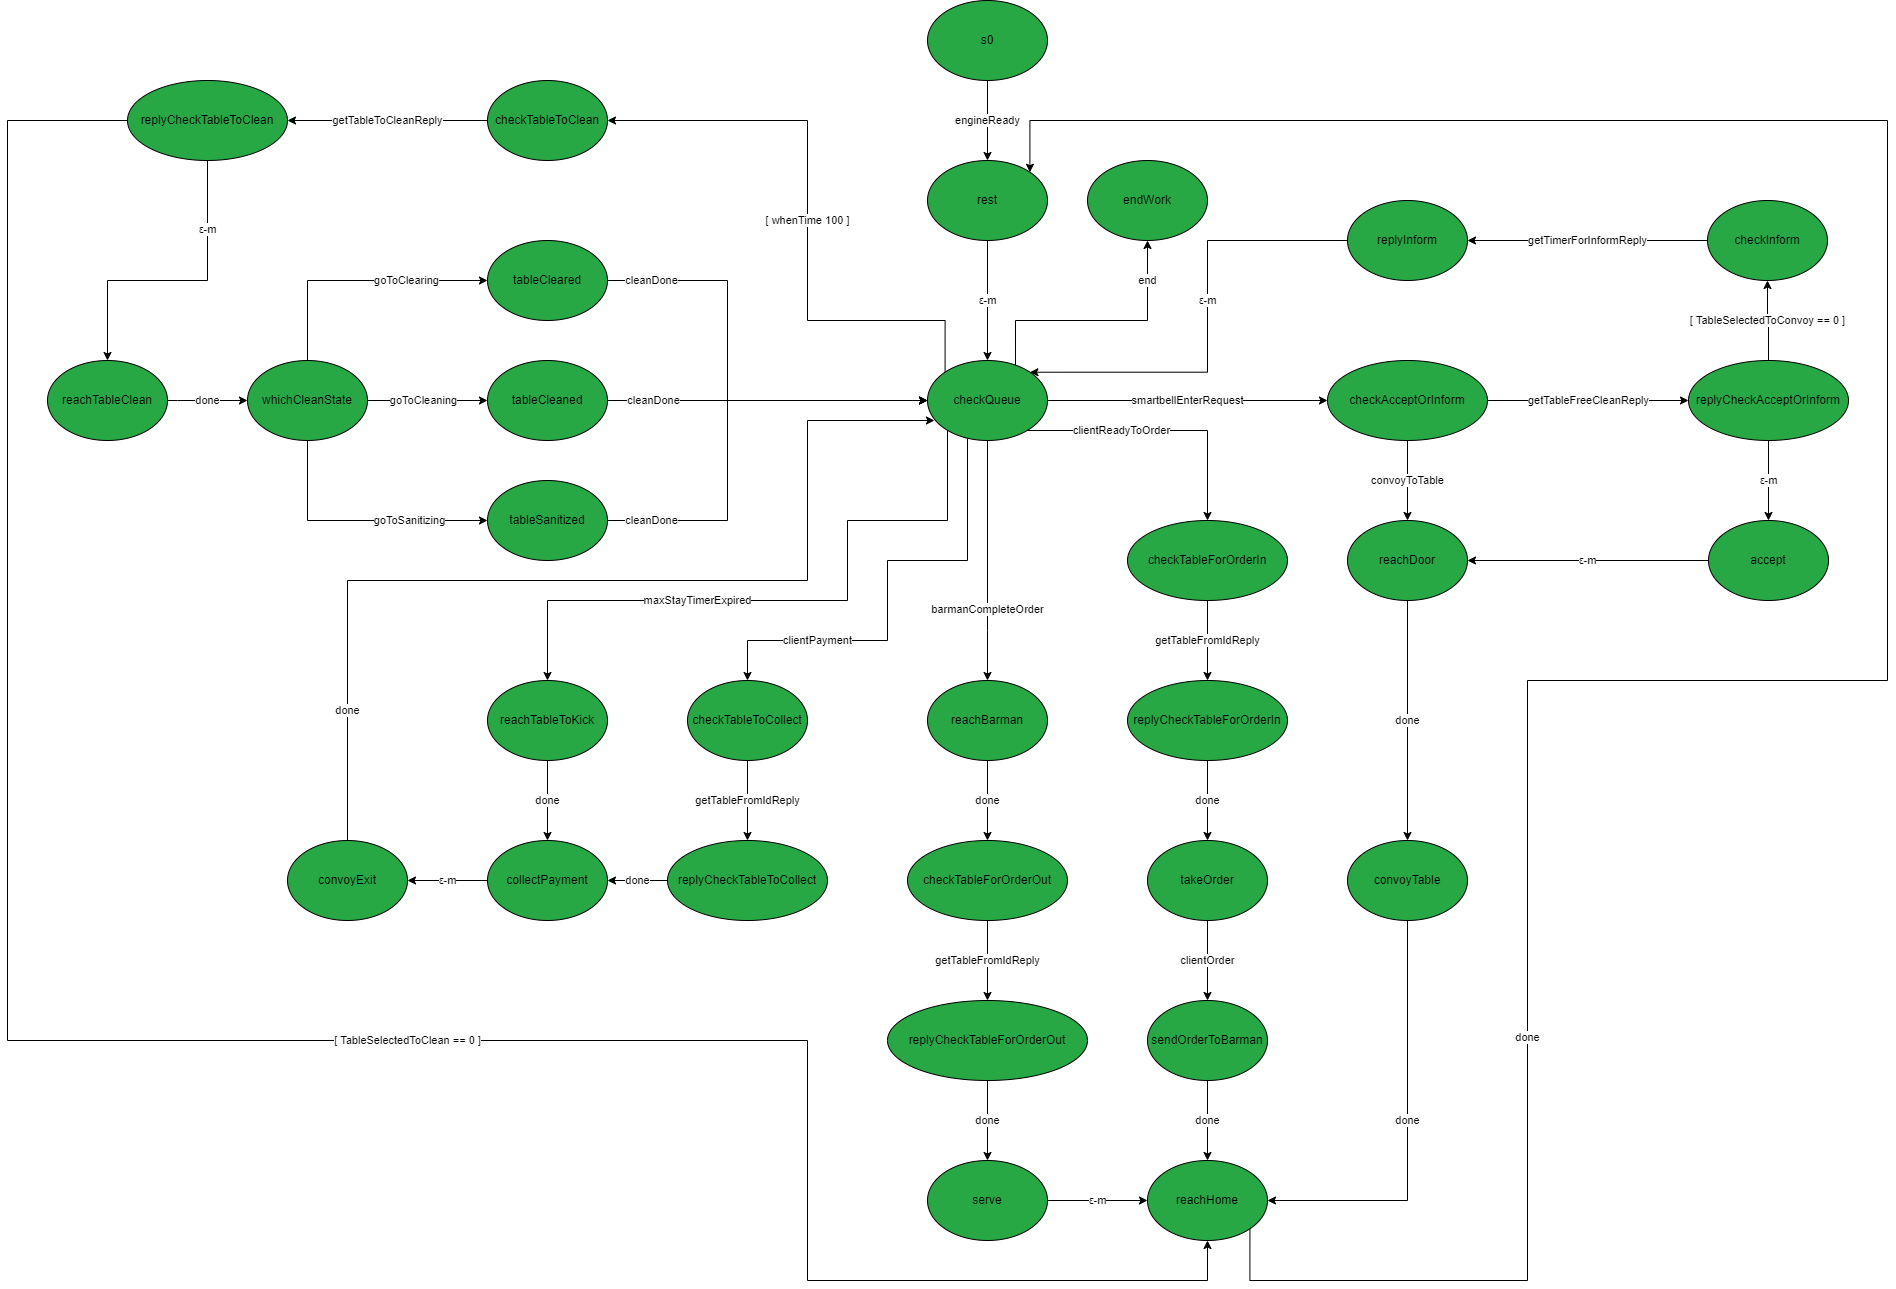 s0
engineReady
replyCheckTableToClean
getTableToCleanReply
checkTableToClean
rest
endWork
[ whenTime 100 ]
ε-m
replyInform
getTimerForInformReply
checkInform
tableCleared
goToClearing
cleanDone
end
ε-m
ε-m
[ TableSelectedToConvoy == 0 ]
reachTableClean
done
whichCleanState
goToCleaning
tableCleaned
cleanDone
checkQueue
smartbellEnterRequest
checkAcceptOrInform
getTableFreeCleanReply
replyCheckAcceptOrInform
clientReadyToOrder
convoyToTable
ε-m
goToSanitizing
tableSanitized
cleanDone
checkTableForOrderIn
reachDoor
ε-m
accept
maxStayTimerExpired
barmanCompleteOrder
clientPayment
getTableFromIdReply
done
reachTableToKick
checkTableToCollect
reachBarman
replyCheckTableForOrderIn
done
done
getTableFromIdReply
done
done
convoyExit
ε-m
collectPayment
done
replyCheckTableToCollect
checkTableForOrderOut
takeOrder
convoyTable
getTableFromIdReply
clientOrder
[ TableSelectedToClean == 0 ]
replyCheckTableForOrderOut
sendOrderToBarman
done
done
done
done
serve
ε-m
reachHome